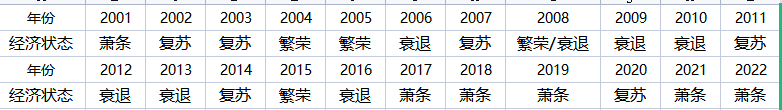 年份 2001 2002 2003 2004 2005 2006 2007 2008 2009 2010 2011
经济状态 萧条 复苏 复苏 繁荣 繁荣 衰退 复苏 繁荣/衰退 衰退 衰退 复苏
年份 2012 2013 2014 2015 2016 2017 2018 2019 2020 2021 2022
经济状态 衰退 衰退 复苏 繁荣 衰退 萧条 萧条 萧条 复苏 萧条 萧条